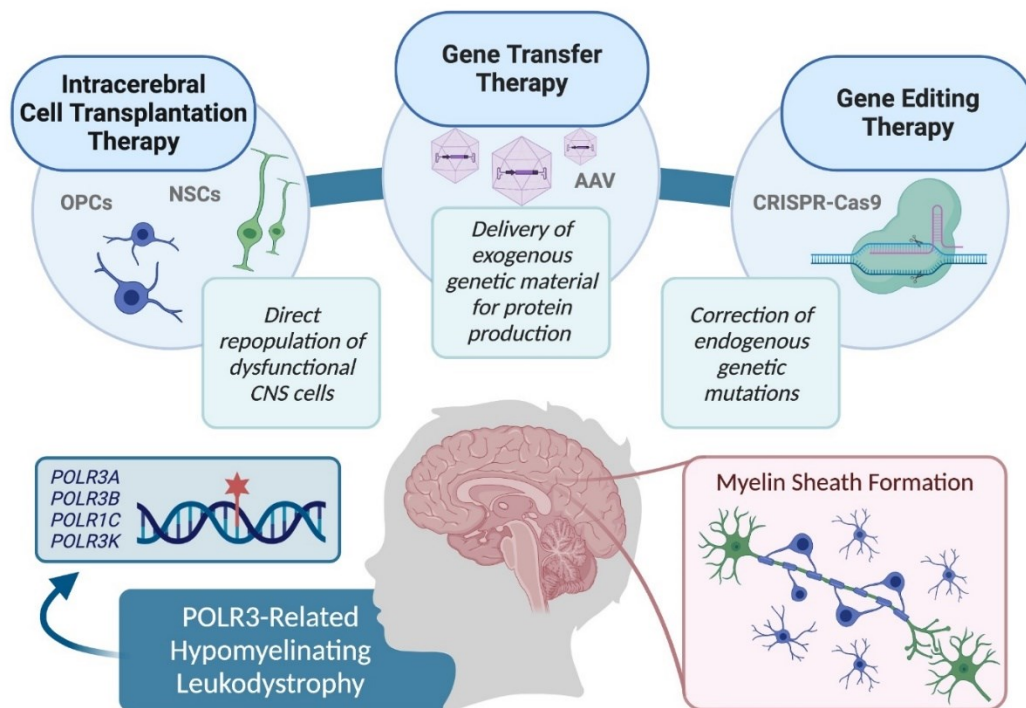 Intracerebral
Cell Transplantation
Therapy
OPCs
NSCs
Direct
repopulation of
dysfunctional
CNS cells
Gene Transfer
Therapy
AAV
Delivery of
exogenous
genetic material
for protein
production
Gene Editing
Therapy
CRISPR-Cas9
Correction of
endogenous
genetic
mutations
POLR3A
POLR3B
POLR1C
POLR3K
POLR3-Related
Hypomyelinating
Leukodystrophy
Myelin Sheath Formation